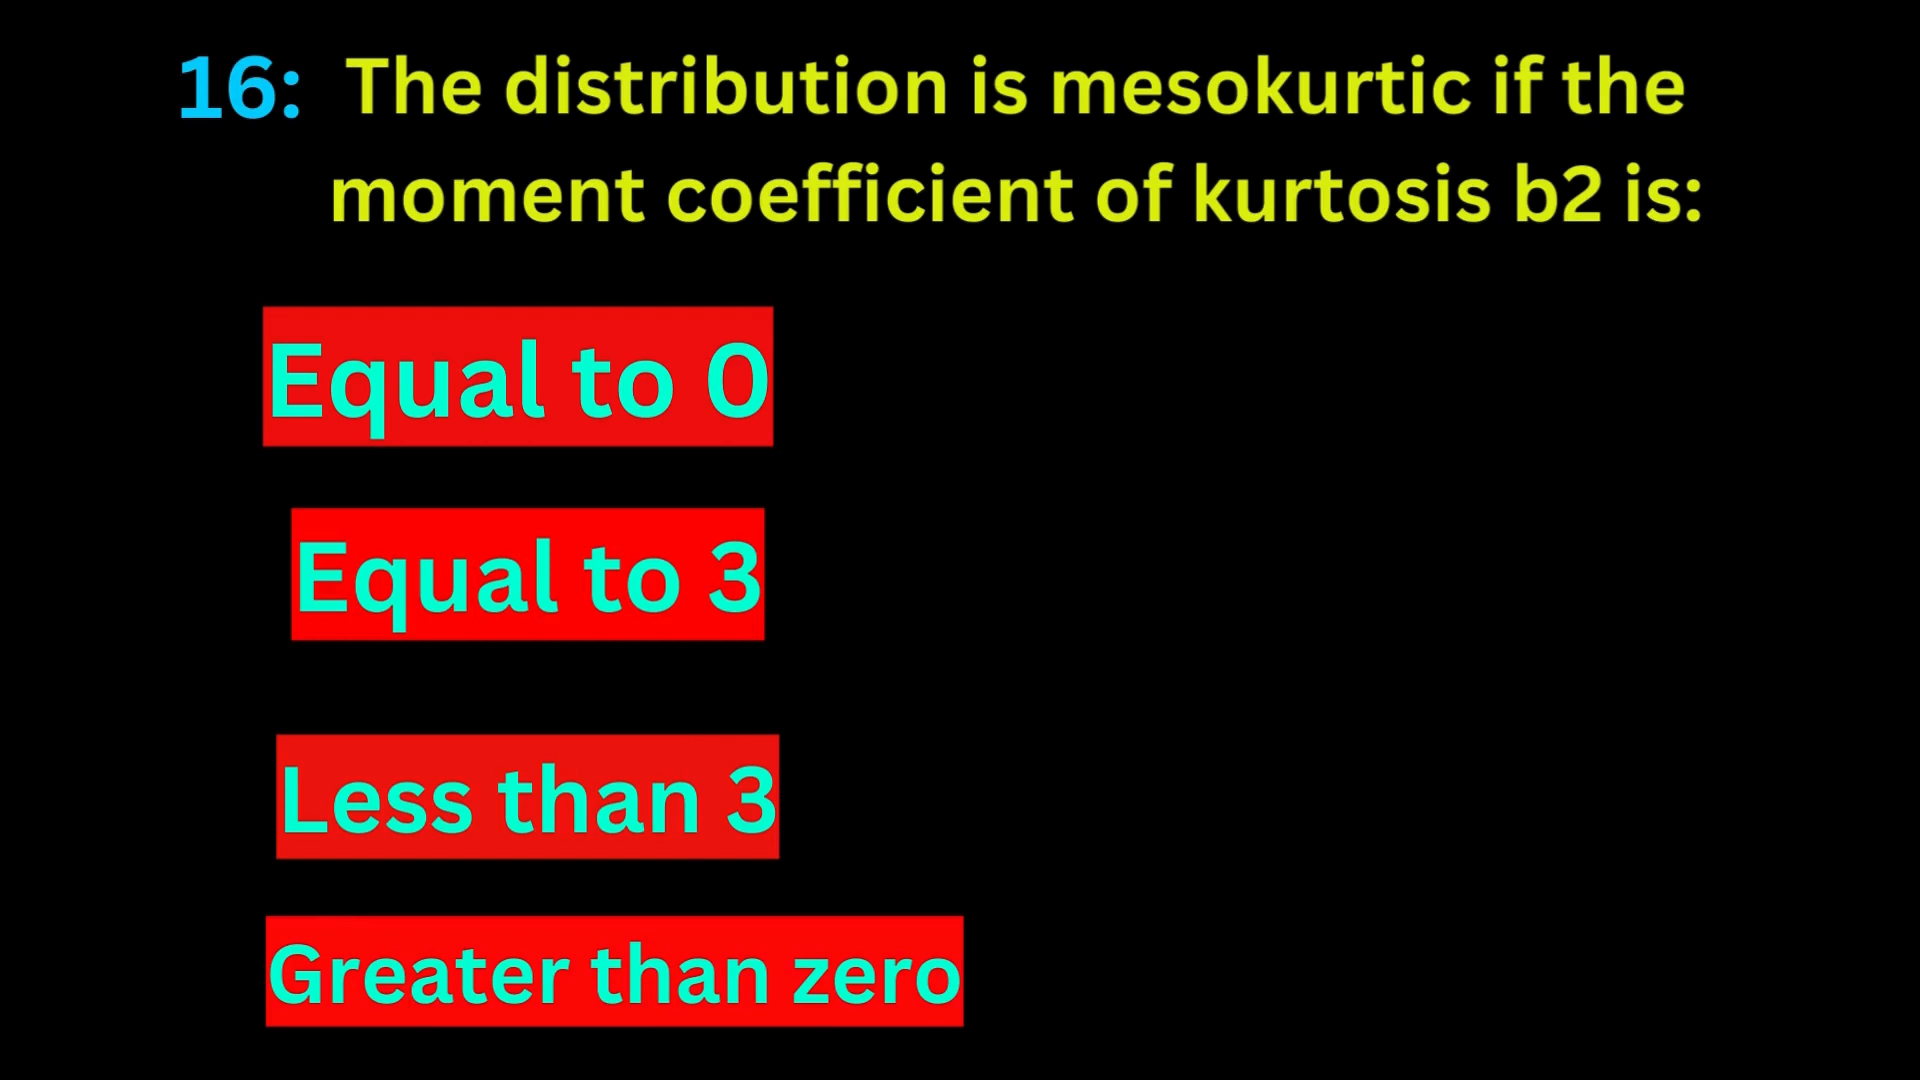 16: The distribution is mesokurtic if the
moment coefficient of kurtosis b2 is:
Equal to 0
Equal to 3
Less than 3
Greater than zero